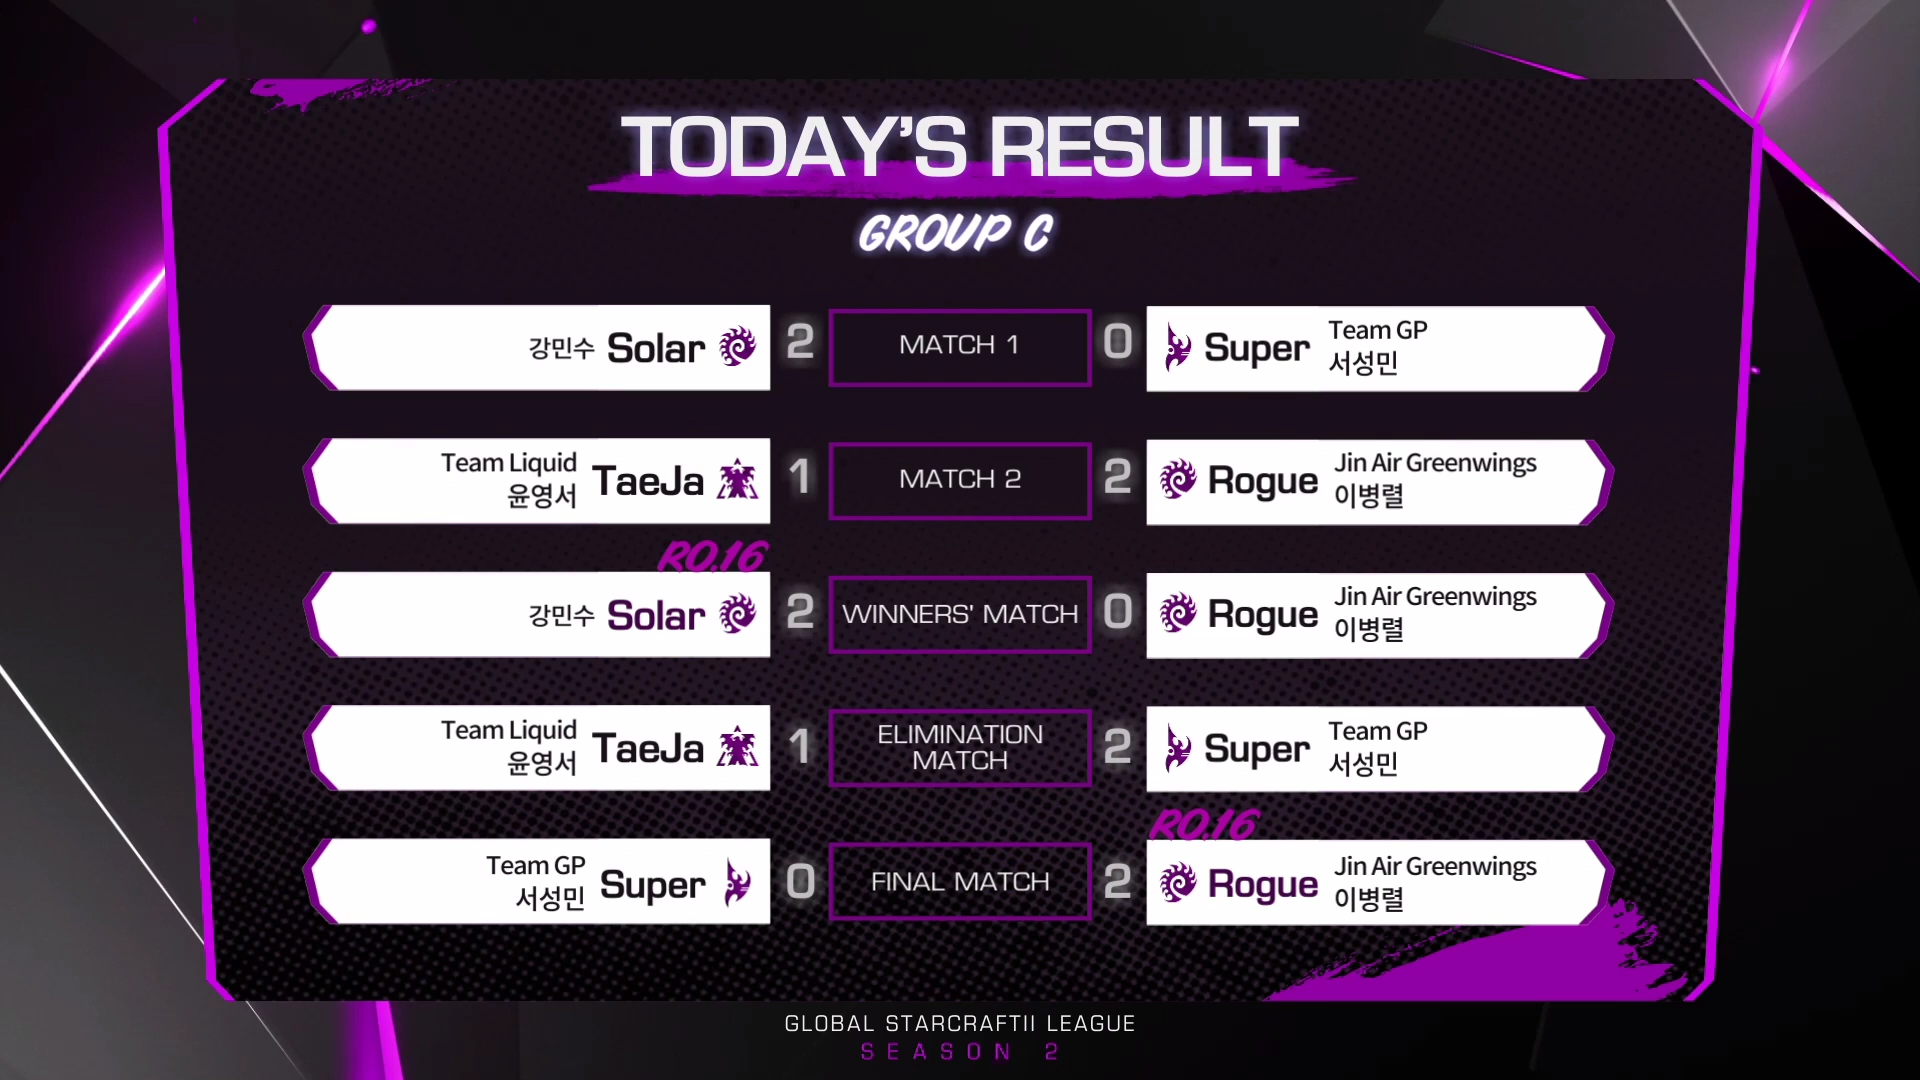 TODAY'S RESULT
GROUP C
강민수 Solar 2 MATCH 1 0 Super Team GP 서성민
Team Liquid 윤영서 TaeJa 1 MATCH 2 2 Rogue Jin Air Greenwings 이병렬
RO.16
강민수 Solar 2 WINNERS' MATCH 0 Rogue Jin Air Greenwings 이병렬
Team Liquid 윤영서 TaeJa 1 ELIMINATION MATCH 2 Super Team GP 서성민
RO.16
Team GP 서성민 Super 0 FINAL MATCH 2 Rogue Jin Air Greenwings 이병렬
GLOBAL STARCRAFTII LEAGUE
SEASON 2